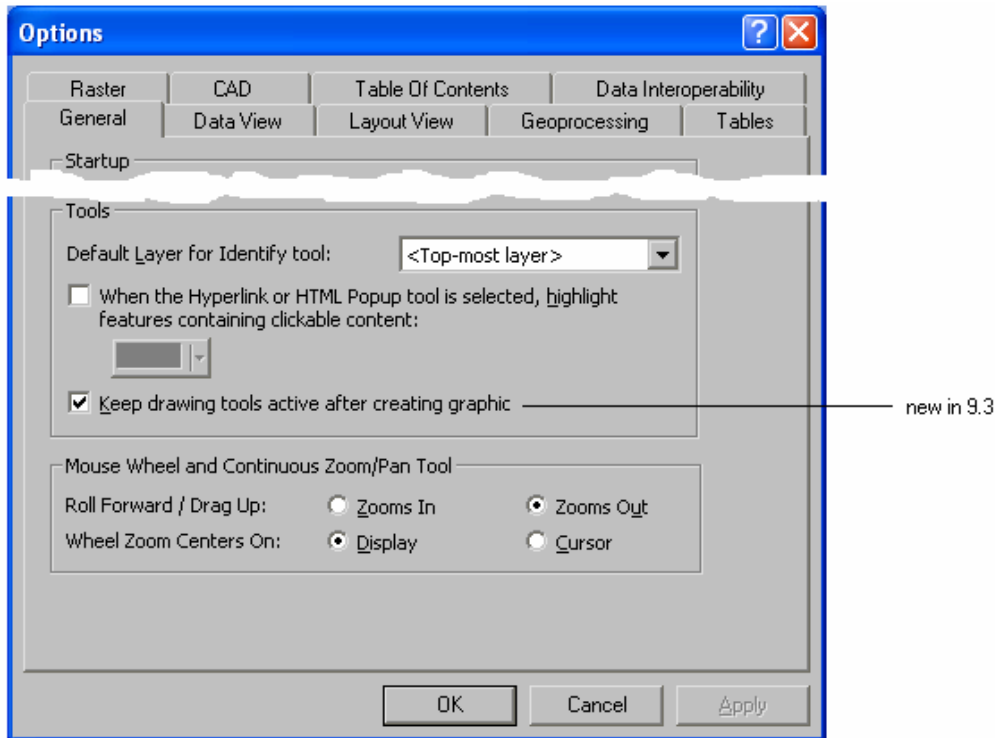 Options
Raster CAD Table Of Contents Data Interoperability
General Data View Layout View Geoprocessing Tables
Startup
Tools
Default Layer for Identify tool: <Top-most layer>
When the Hyperlink or HTML Popup tool is selected, highlight
features containing clickable content:
Keep drawing tools active after creating graphic new in 9.3
Mouse Wheel and Continuous Zoom/Pan Tool
Roll Forward / Drag Up: Zooms In Zooms Out
Wheel Zoom Centers On: Display Cursor
OK Cancel Apply